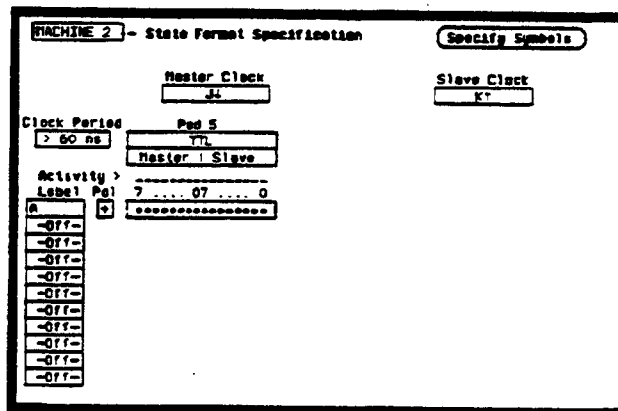 MACHINE 2 - State Format Specification Specify Symbols
Master Clock Slave Clock
J↓ K↑
Clock Period Pod 5
> 60 ns TTL
Master | Slave
Activity >
Label Pol 7 .... 07 .... 0
A + ****************
-Off-
-Off-
-Off-
-Off-
-Off-
-Off-
-Off-
-Off-
-Off-
-Off-